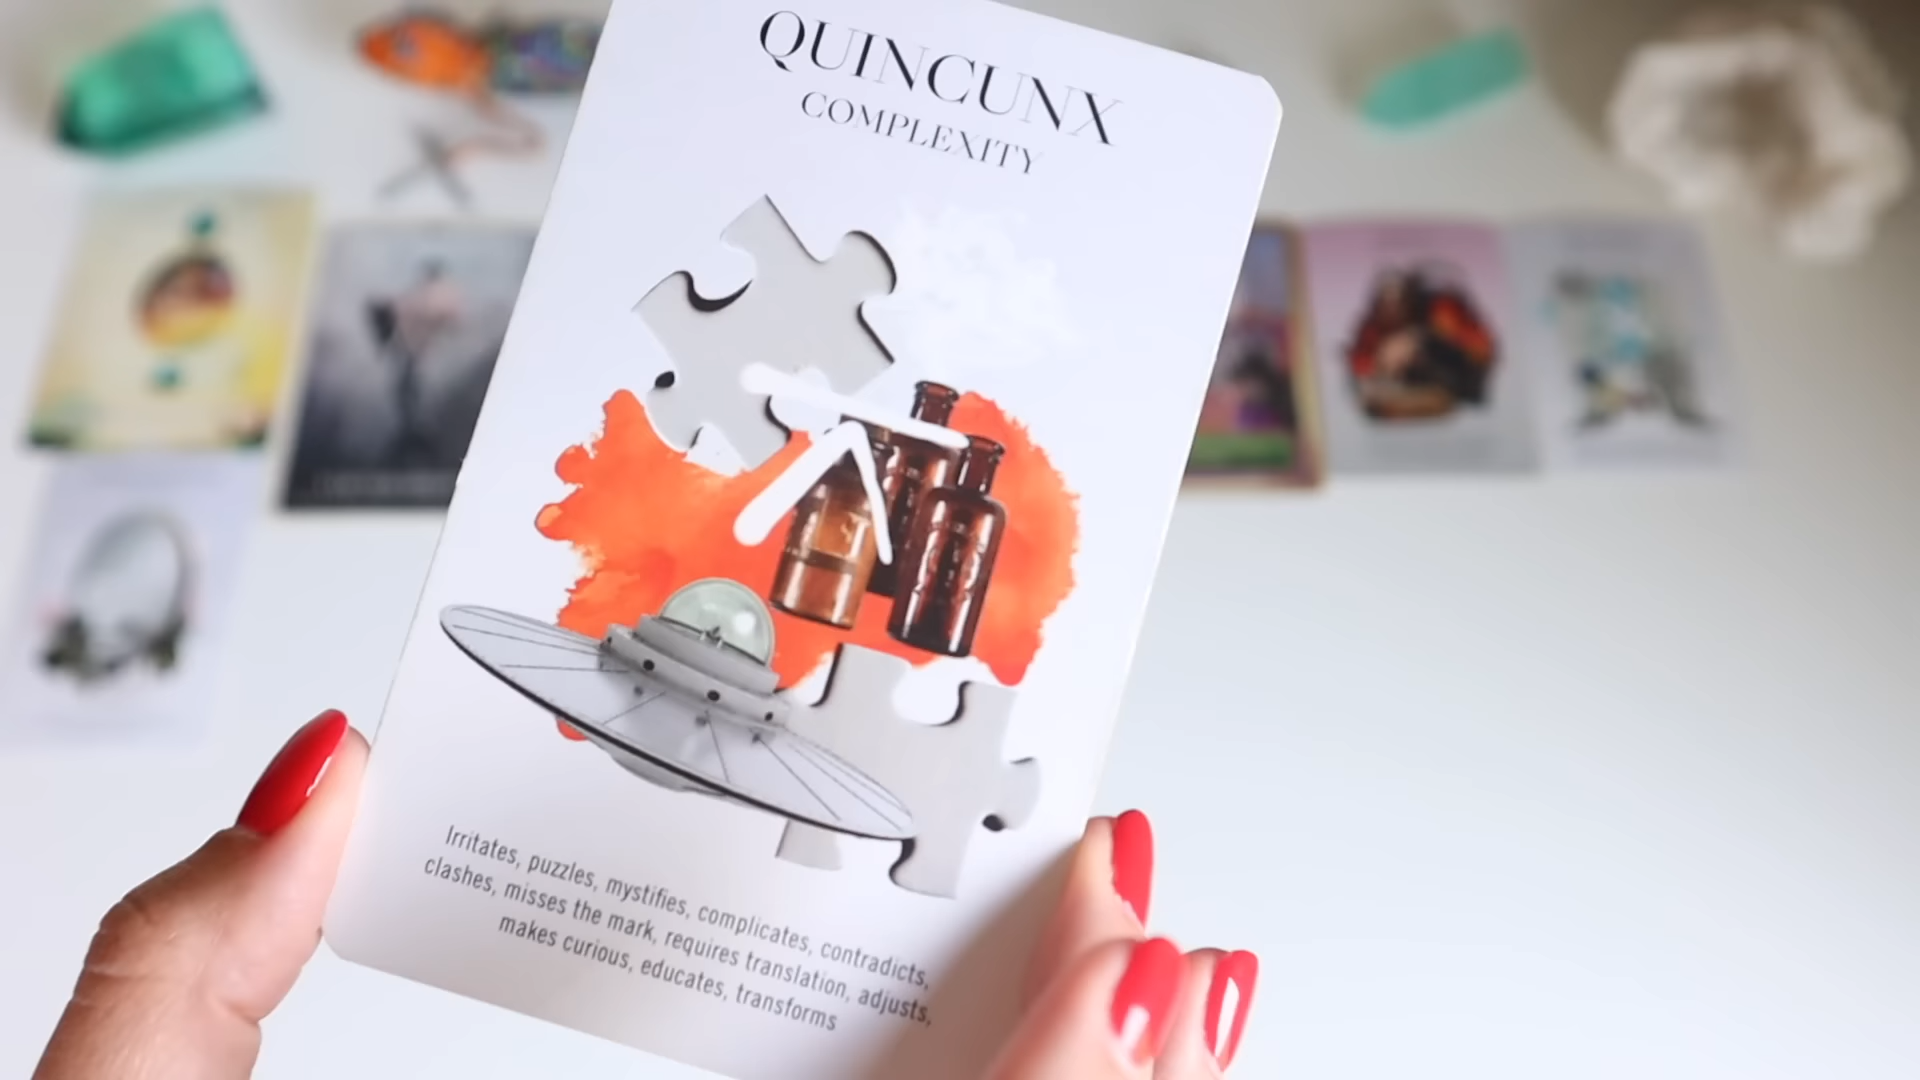 QUINCUNX
COMPLEXITY
Irritates, puzzles, mystifies, complicates, contradicts,
clashes, misses the mark, requires translation, adjusts,
makes curious, educates, transforms